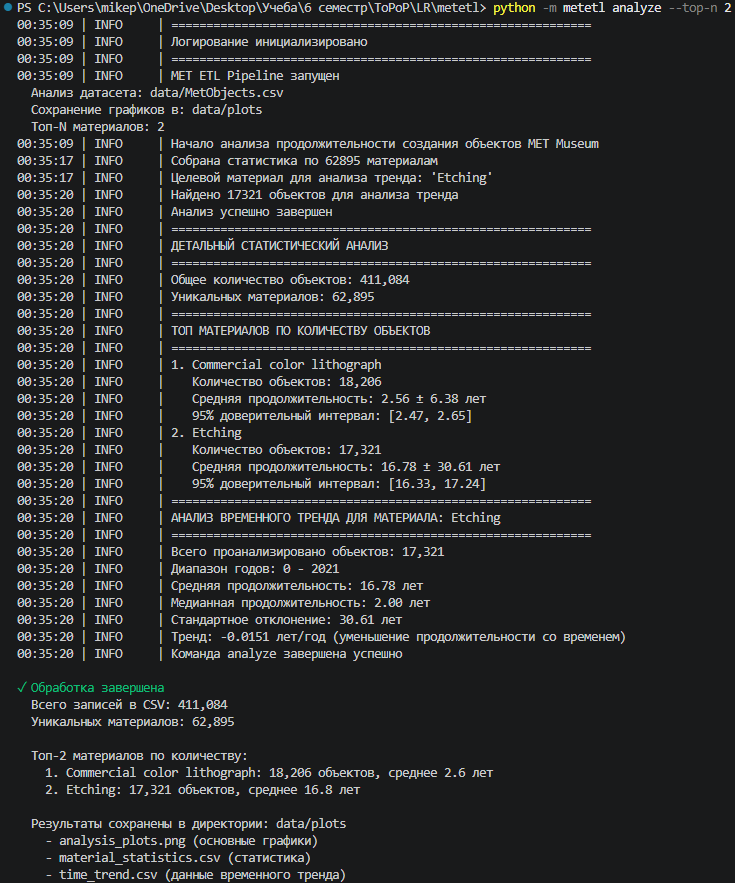 PS C:\Users\mikep\OneDrive\Desktop\Учеба\6 семестр\ToPoP\LR\metetl> python -m metetl analyze --top-n 2
00:35:09 | INFO     | ============================================================
00:35:09 | INFO     | Логирование инициализировано
00:35:09 | INFO     | ============================================================
00:35:09 | INFO     | MET ETL Pipeline запущен
  Анализ датасета: data/MetObjects.csv
  Сохранение графиков в: data/plots
  Топ-N материалов: 2
00:35:09 | INFO     | Начало анализа продолжительности создания объектов MET Museum
00:35:17 | INFO     | Собрана статистика по 62895 материалам
00:35:17 | INFO     | Целевой материал для анализа тренда: 'Etching'
00:35:20 | INFO     | Найдено 17321 объектов для анализа тренда
00:35:20 | INFO     | Анализ успешно завершен
00:35:20 | INFO     | ============================================================
00:35:20 | INFO     | ДЕТАЛЬНЫЙ СТАТИСТИЧЕСКИЙ АНАЛИЗ
00:35:20 | INFO     | ============================================================
00:35:20 | INFO     | Общее количество объектов: 411,084
00:35:20 | INFO     | Уникальных материалов: 62,895
00:35:20 | INFO     | ============================================================
00:35:20 | INFO     | ТОП МАТЕРИАЛОВ ПО КОЛИЧЕСТВУ ОБЪЕКТОВ
00:35:20 | INFO     | ============================================================
00:35:20 | INFO     | 1. Commercial color lithograph
00:35:20 | INFO     |    Количество объектов: 18,206
00:35:20 | INFO     |    Средняя продолжительность: 2.56 ± 6.38 лет
00:35:20 | INFO     |    95% доверительный интервал: [2.47, 2.65]
00:35:20 | INFO     | 2. Etching
00:35:20 | INFO     |    Количество объектов: 17,321
00:35:20 | INFO     |    Средняя продолжительность: 16.78 ± 30.61 лет
00:35:20 | INFO     |    95% доверительный интервал: [16.33, 17.24]
00:35:20 | INFO     | ============================================================
00:35:20 | INFO     | АНАЛИЗ ВРЕМЕННОГО ТРЕНДА ДЛЯ МАТЕРИАЛА: Etching
00:35:20 | INFO     | ============================================================
00:35:20 | INFO     | Всего проанализировано объектов: 17,321
00:35:20 | INFO     | Диапазон годов: 0 - 2021
00:35:20 | INFO     | Средняя продолжительность: 16.78 лет
00:35:20 | INFO     | Медианная продолжительность: 2.00 лет
00:35:20 | INFO     | Стандартное отклонение: 30.61 лет
00:35:20 | INFO     | Тренд: -0.0151 лет/год (уменьшение продолжительности со временем)
00:35:20 | INFO     | Команда analyze завершена успешно
✓ Обработка завершена
  Всего записей в CSV: 411,084
  Уникальных материалов: 62,895
  Топ-2 материалов по количеству:
    1. Commercial color lithograph: 18,206 объектов, среднее 2.6 лет
    2. Etching: 17,321 объектов, среднее 16.8 лет
  Результаты сохранены в директории: data/plots
    - analysis_plots.png (основные графики)
    - material_statistics.csv (статистика)
    - time_trend.csv (данные временного тренда)